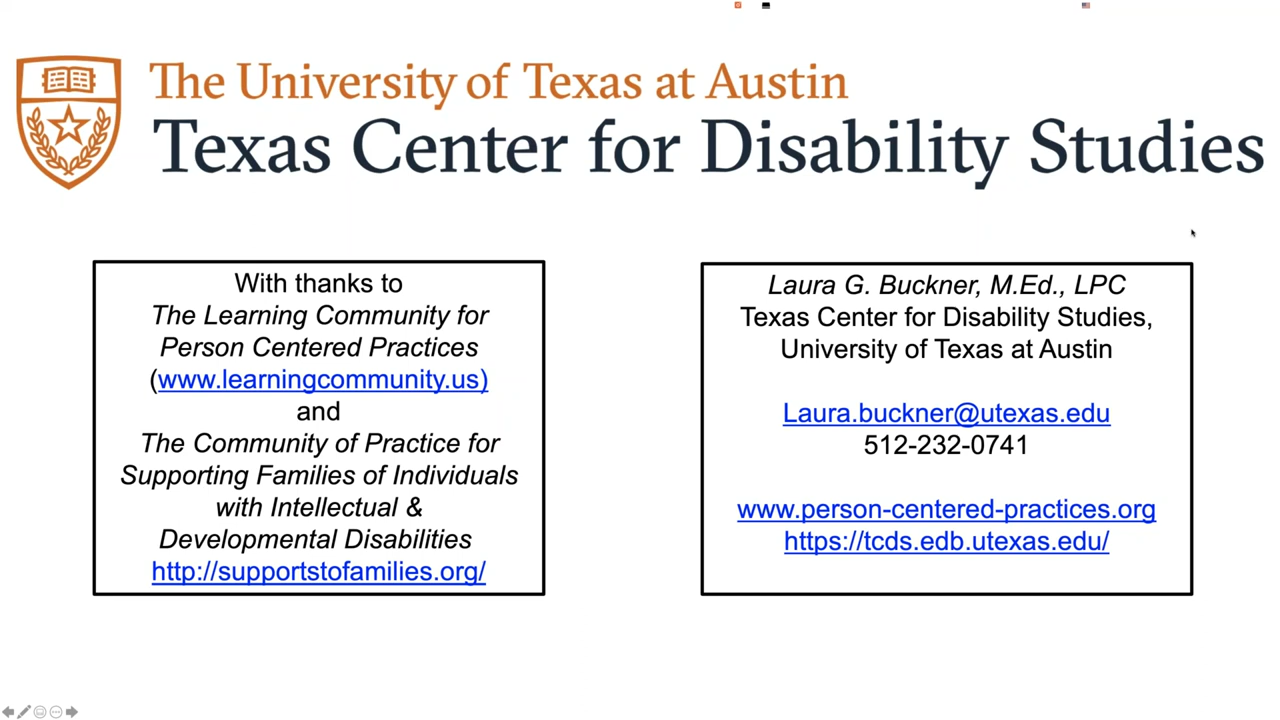 The University of Texas at Austin
Texas Center for Disability Studies
With thanks to
The Learning Community for
Person Centered Practices
(www.learningcommunity.us)
and
The Community of Practice for
Supporting Families of Individuals
with Intellectual &
Developmental Disabilities
http://supportstofamilies.org/
Laura G. Buckner, M.Ed., LPC
Texas Center for Disability Studies,
University of Texas at Austin
Laura.buckner@utexas.edu
512-232-0741
www.person-centered-practices.org
https://tcds.edb.utexas.edu/